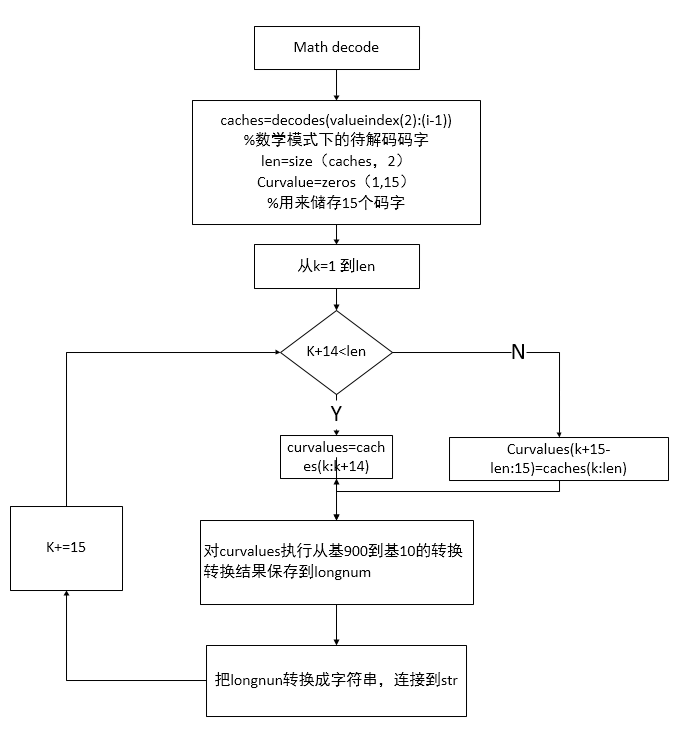 Math decode
caches=decodes(valueindex(2):(i-1))
%数学模式下的待解码码字
len=size（caches，2）
Curvalue=zeros（1,15）
%用来储存15个码字
从k=1 到len
K+14<len
N
Y
curvalues=cach
es(k:k+14)
Curvalues(k+15-
len:15)=caches(k:len)
K+=15
对curvalues执行从基900到基10的转换
转换结果保存到longnum
把longnun转换成字符串，连接到str